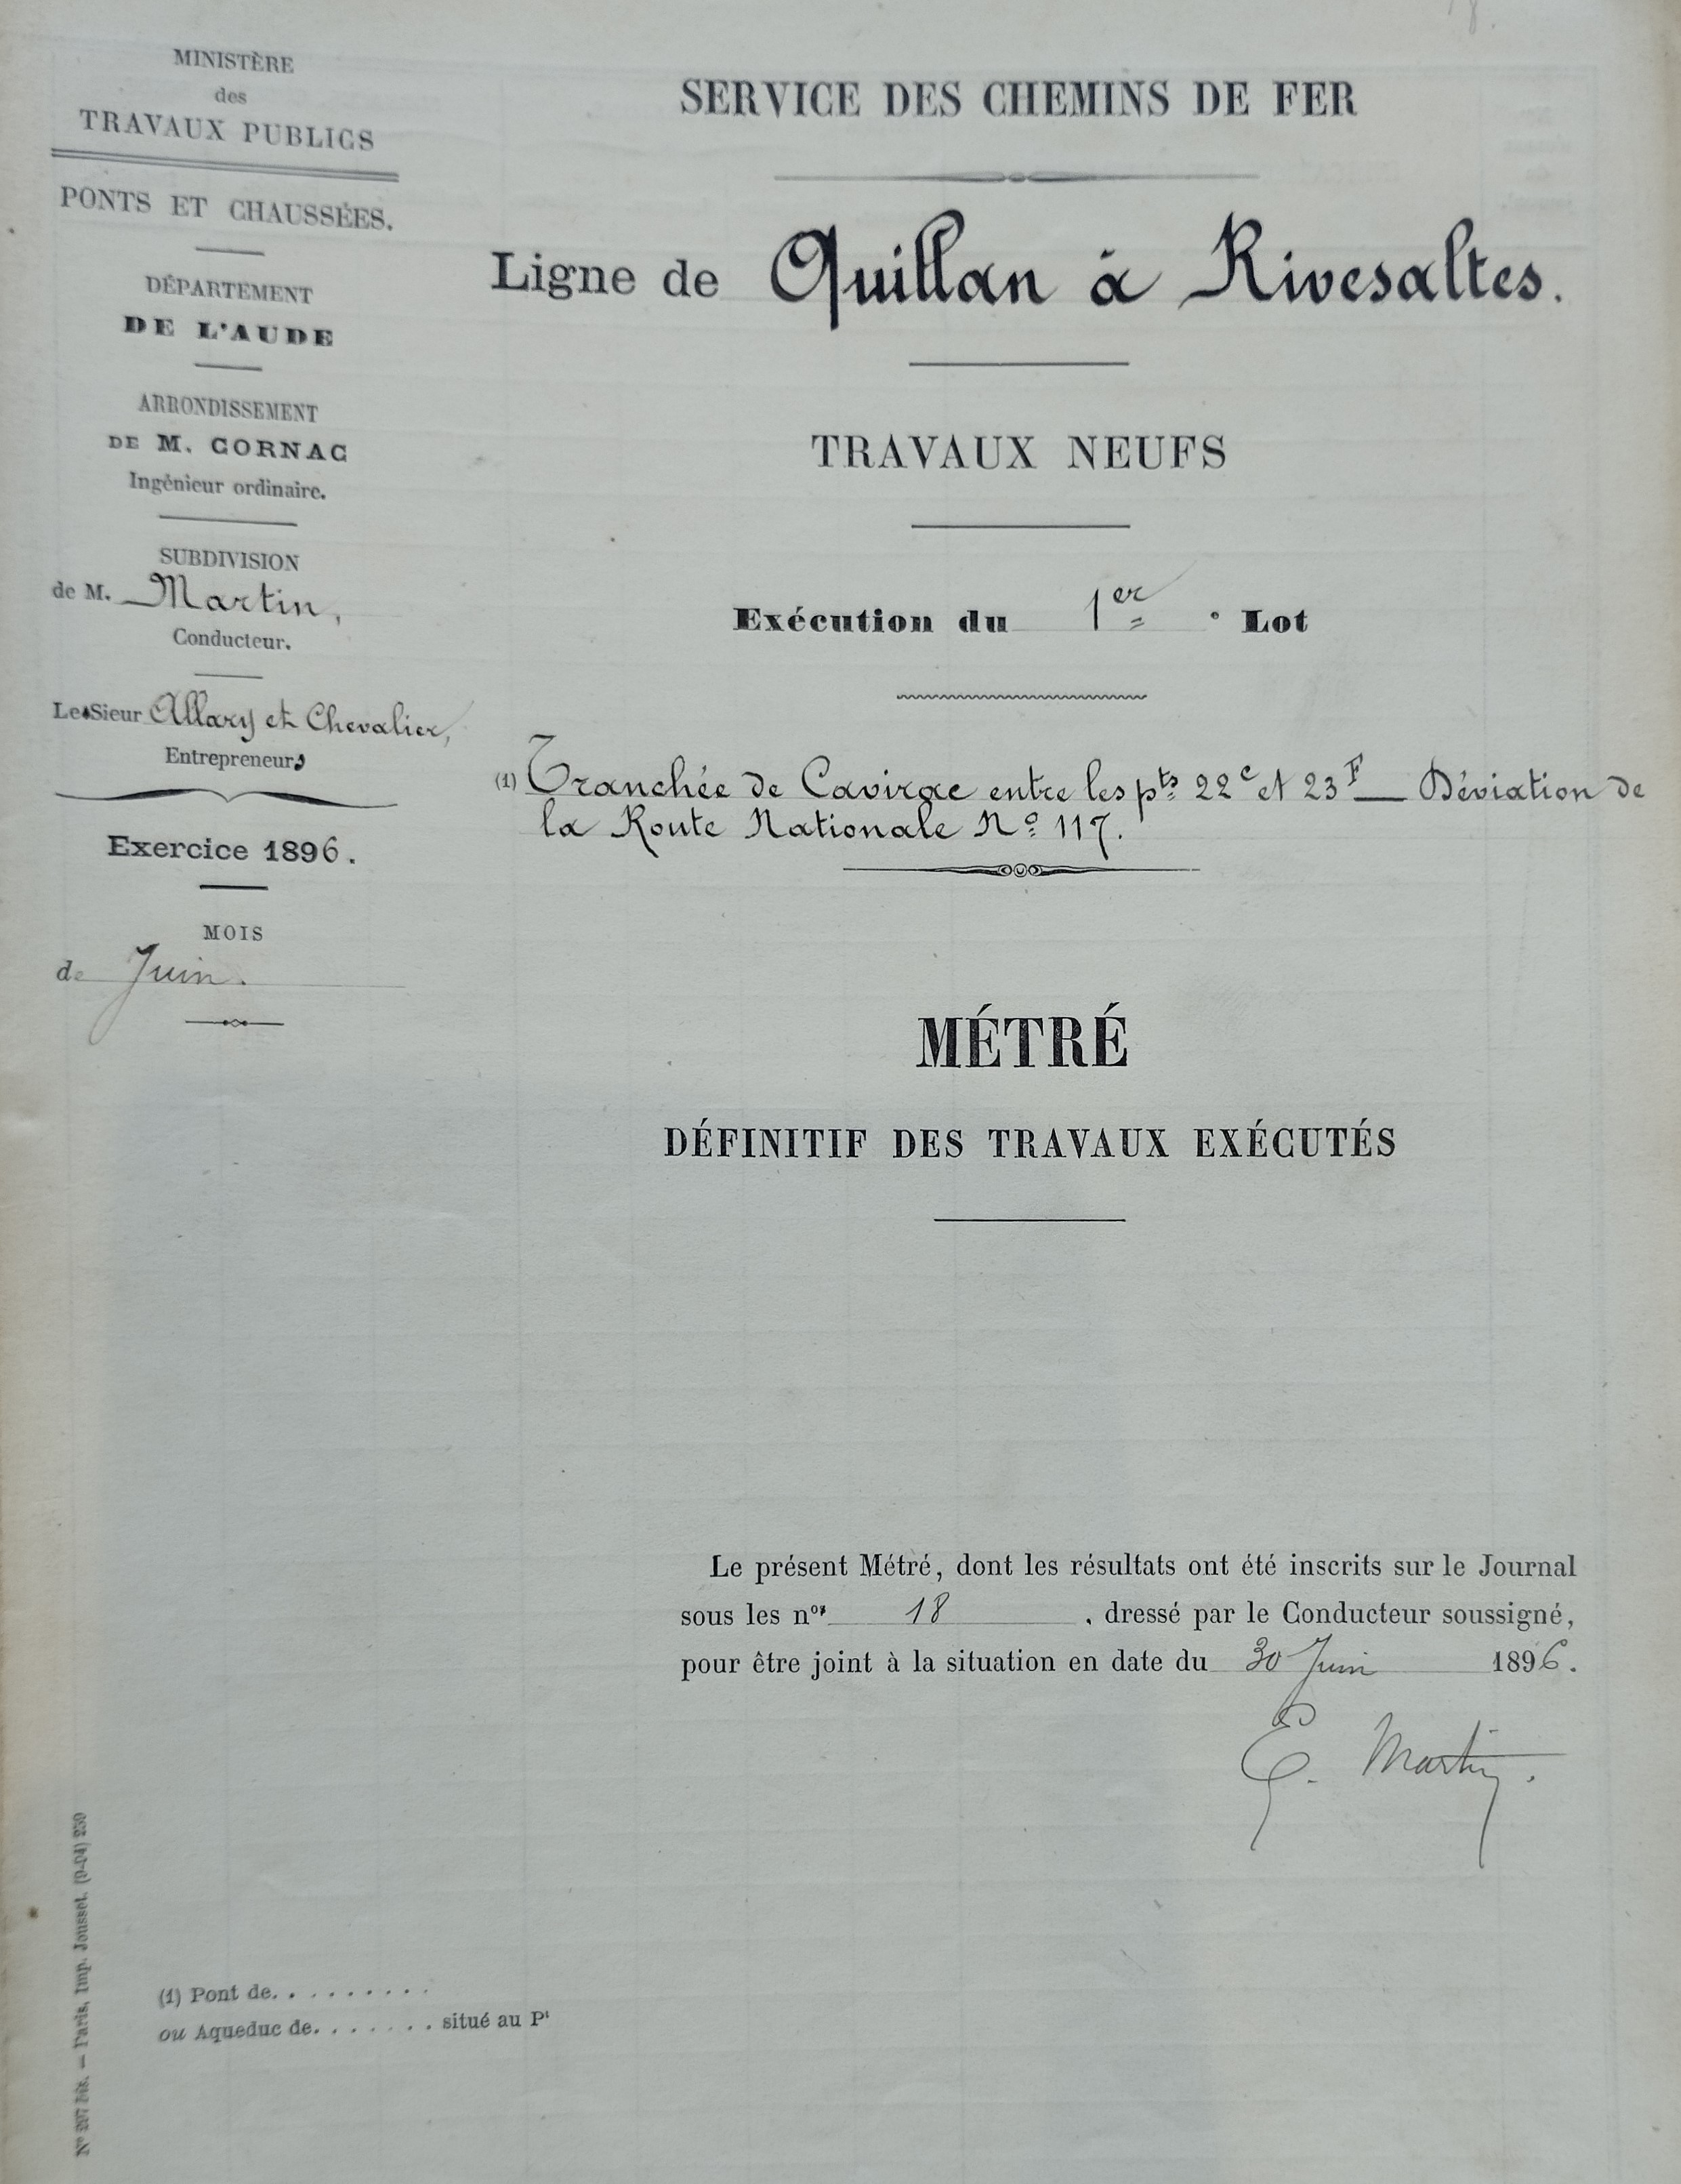 MINISTÈRE
des
TRAVAUX PUBLICS
PONTS ET CHAUSSÉES.
DÉPARTEMENT
DE L'AUDE
ARRONDISSEMENT
DE M. CORNAC
Ingénieur ordinaire.
SUBDIVISION
de M. Martin,
Conducteur.
Le Sieur Allary et Chevalier,
Entrepreneurs
Exercice 1896.
MOIS
de Juin.
SERVICE DES CHEMINS DE FER
Ligne de Quillan à Rivesaltes.
TRAVAUX NEUFS
Exécution du 1er Lot
(1) Tranchée de Cavirac entre les pts 22c et 23F — Déviation de
la Route Nationale No 117.
MÉTRÉ
DÉFINITIF DES TRAVAUX EXÉCUTÉS
Le présent Métré, dont les résultats ont été inscrits sur le Journal
sous les nos 18, dressé par le Conducteur soussigné,
pour être joint à la situation en date du 30 Juin 1896.
E. Martin.
(1) Pont de. . . . . . . . . .
ou Aqueduc de. . . . . . . . situé au Pt
No 207 bis. — Paris, Imp. Jousset. (9-94) 259